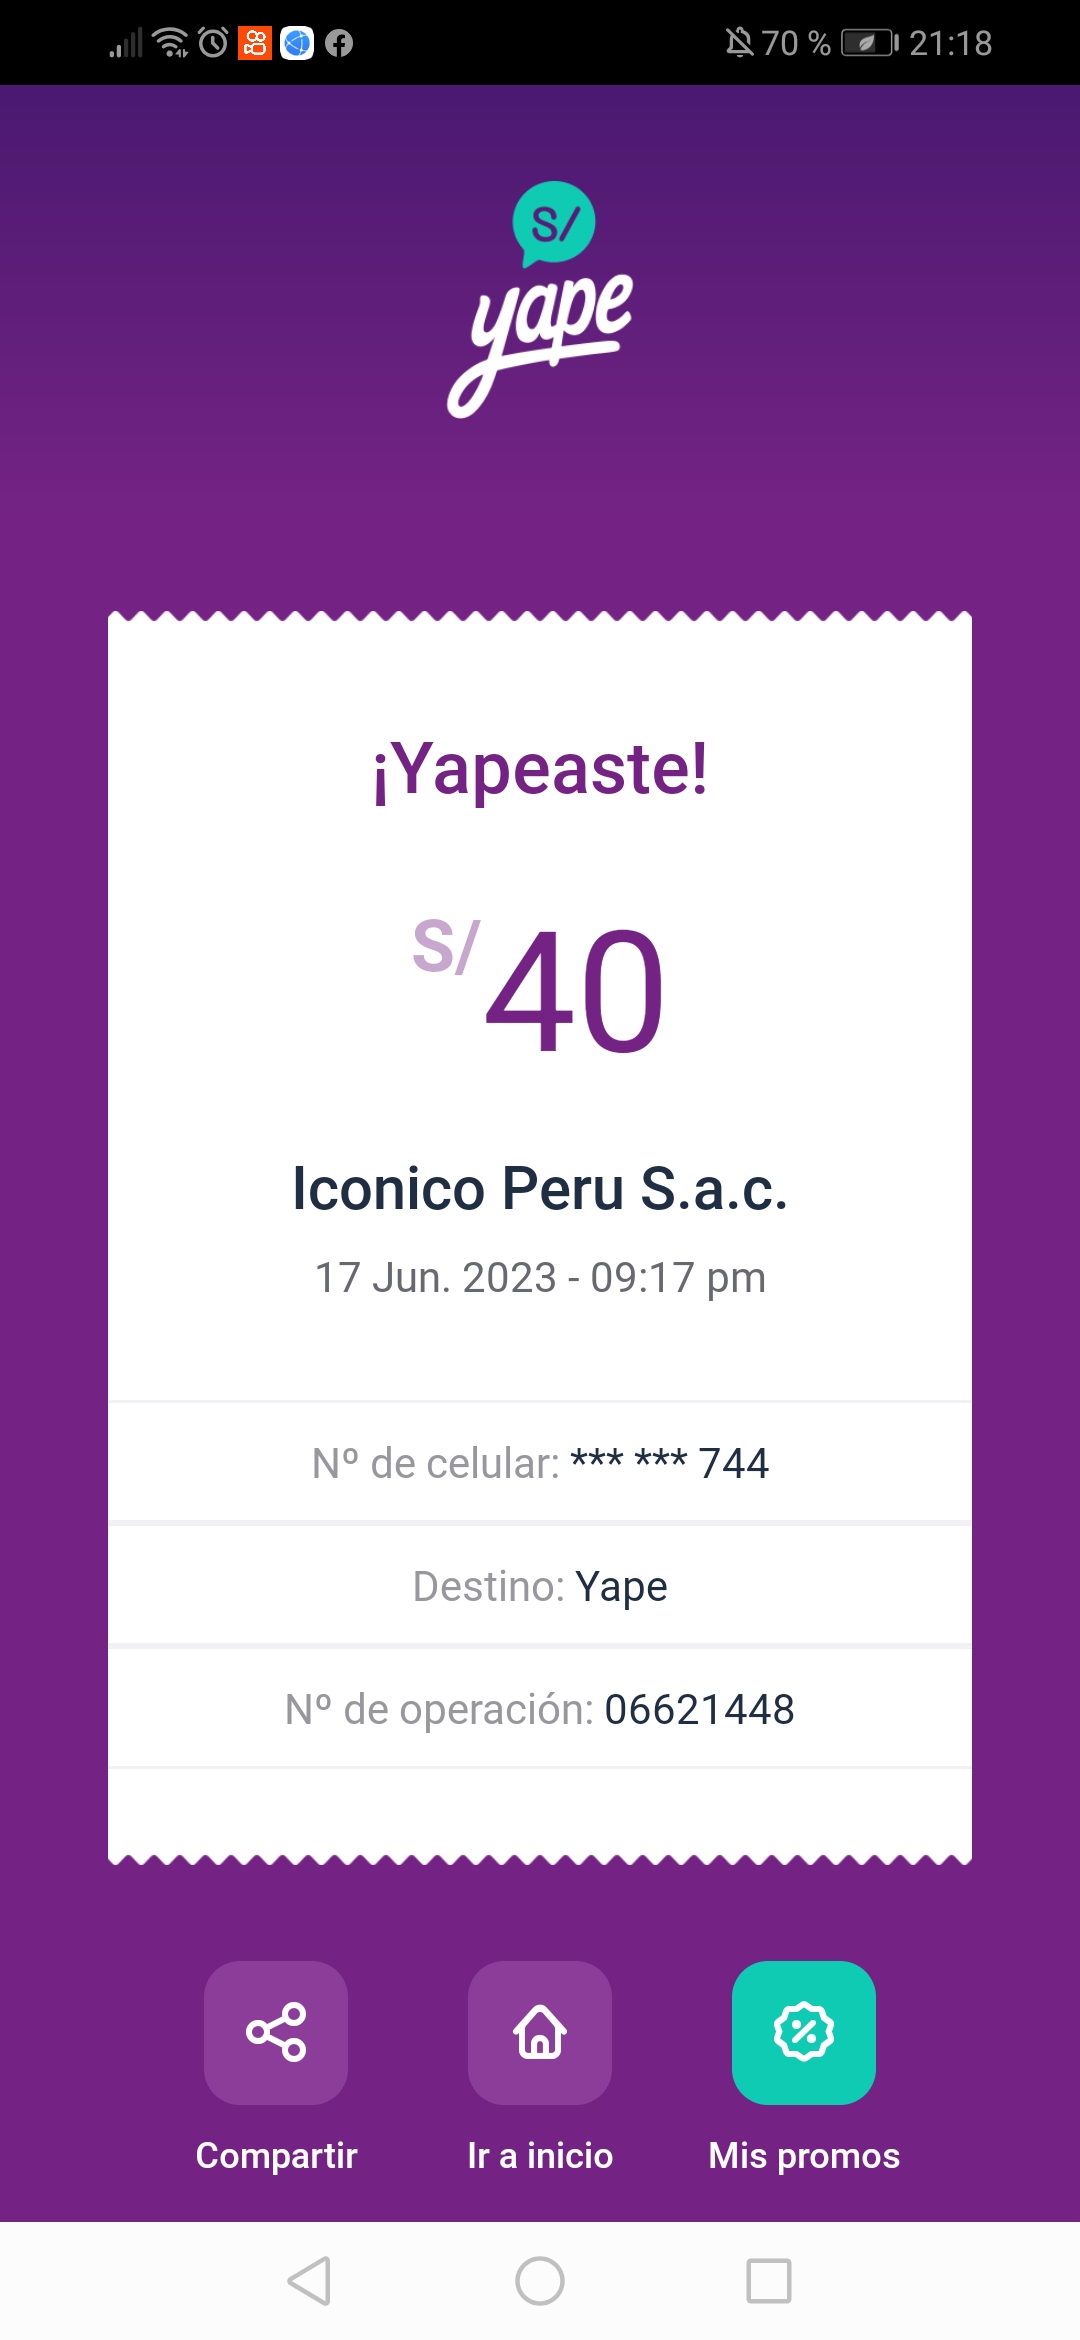 70 % 21:18
S/
yape
¡Yapeaste!
S/ 40
Iconico Peru S.a.c.
17 Jun. 2023 - 09:17 pm
Nº de celular: *** *** 744
Destino: Yape
Nº de operación: 06621448
Compartir Ir a inicio Mis promos